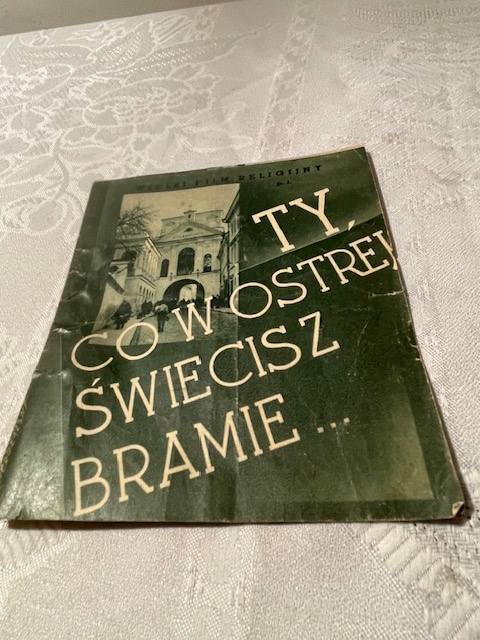 WIELKI FILM RELIGIJNY
p. t.
TY,
CO W OSTREJ
ŚWIECISZ
BRAMIE ...